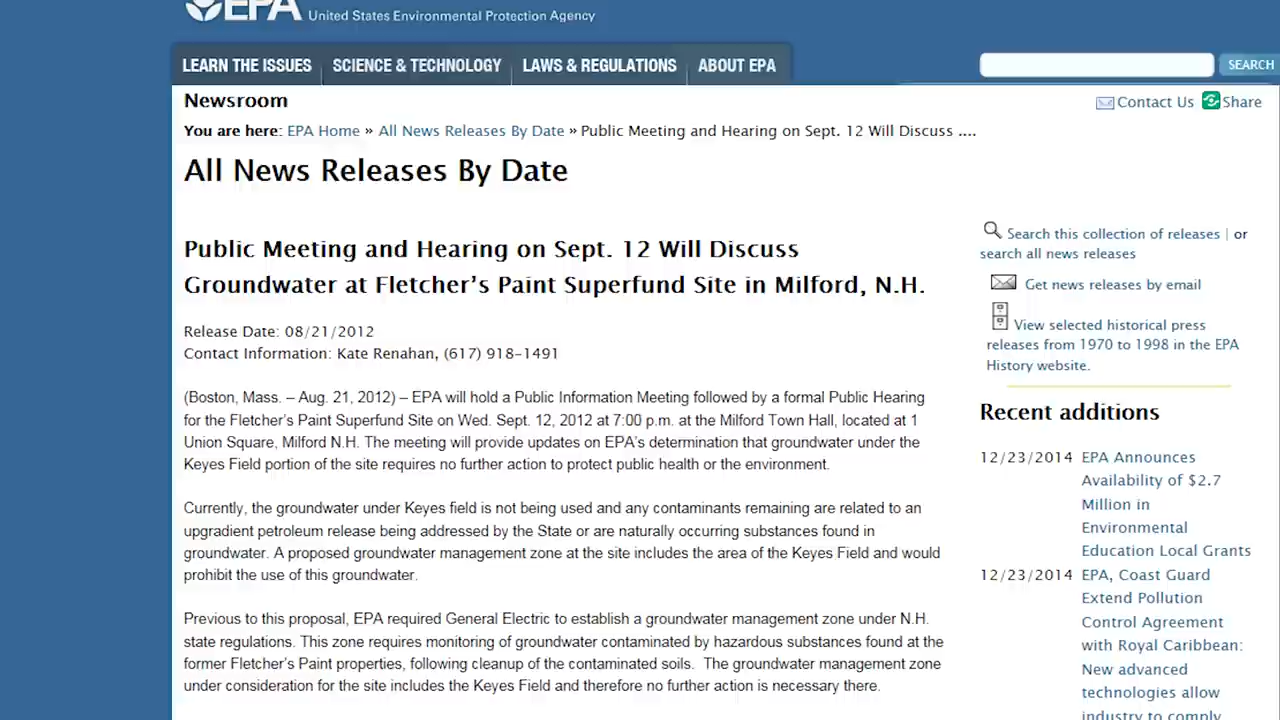 EPA United States Environmental Protection Agency
LEARN THE ISSUES SCIENCE & TECHNOLOGY LAWS & REGULATIONS ABOUT EPA SEARCH
Newsroom
Contact Us Share
You are here: EPA Home » All News Releases By Date » Public Meeting and Hearing on Sept. 12 Will Discuss ....
All News Releases By Date
Public Meeting and Hearing on Sept. 12 Will Discuss
Groundwater at Fletcher's Paint Superfund Site in Milford, N.H.
Release Date: 08/21/2012
Contact Information: Kate Renahan, (617) 918-1491
(Boston, Mass. – Aug. 21, 2012) – EPA will hold a Public Information Meeting followed by a formal Public Hearing
for the Fletcher's Paint Superfund Site on Wed. Sept. 12, 2012 at 7:00 p.m. at the Milford Town Hall, located at 1
Union Square, Milford N.H. The meeting will provide updates on EPA's determination that groundwater under the
Keyes Field portion of the site requires no further action to protect public health or the environment.
Currently, the groundwater under Keyes field is not being used and any contaminants remaining are related to an
upgradient petroleum release being addressed by the State or are naturally occurring substances found in
groundwater. A proposed groundwater management zone at the site includes the area of the Keyes Field and would
prohibit the use of this groundwater.
Previous to this proposal, EPA required General Electric to establish a groundwater management zone under N.H.
state regulations. This zone requires monitoring of groundwater contaminated by hazardous substances found at the
former Fletcher's Paint properties, following cleanup of the contaminated soils. The groundwater management zone
under consideration for the site includes the Keyes Field and therefore no further action is necessary there.
Search this collection of releases | or
search all news releases
Get news releases by email
View selected historical press
releases from 1970 to 1998 in the EPA
History website.
Recent additions
12/23/2014 EPA Announces
Availability of $2.7
Million in
Environmental
Education Local Grants
12/23/2014 EPA, Coast Guard
Extend Pollution
Control Agreement
with Royal Caribbean:
New advanced
technologies allow
industry to comply